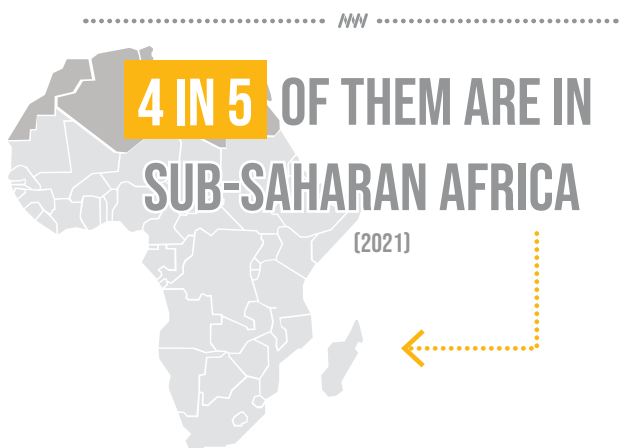 4 IN 5 OF THEM ARE IN
SUB-SAHARAN AFRICA
(2021)